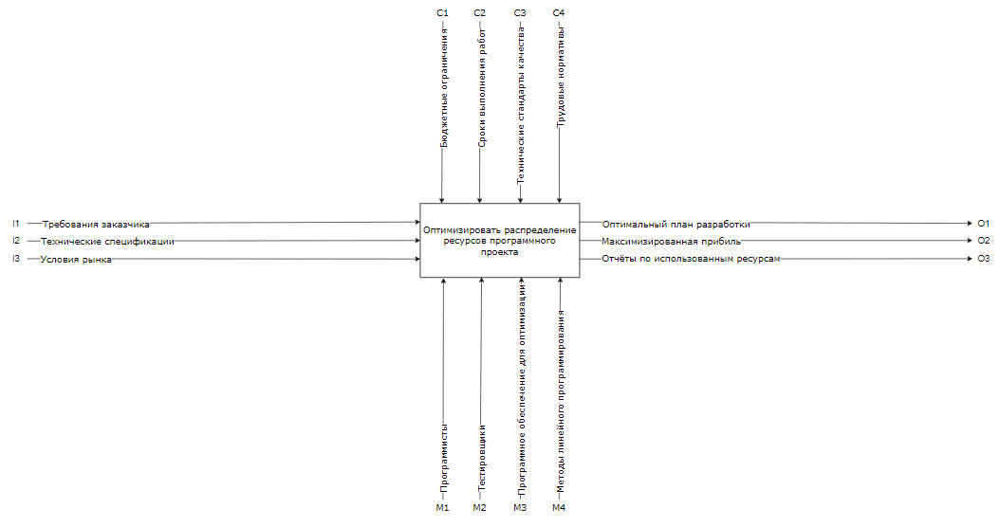 C1
C2
C3
C4
Бюджетные ограничения
Сроки выполнения работ
Технические стандарты качества
Трудовые нормативы
I1
Требования заказчика
I2
Технические спецификации
I3
Условия рынка
Оптимизировать распределение
ресурсов программного
проекта
Оптимальный план разработки
O1
Максимизированная прибиль
O2
Отчёты по использованным ресурсам
O3
Программисты
Тестировщики
Програмнное обеспечение для оптимизации
Методы линейного программирования
M1
M2
M3
M4